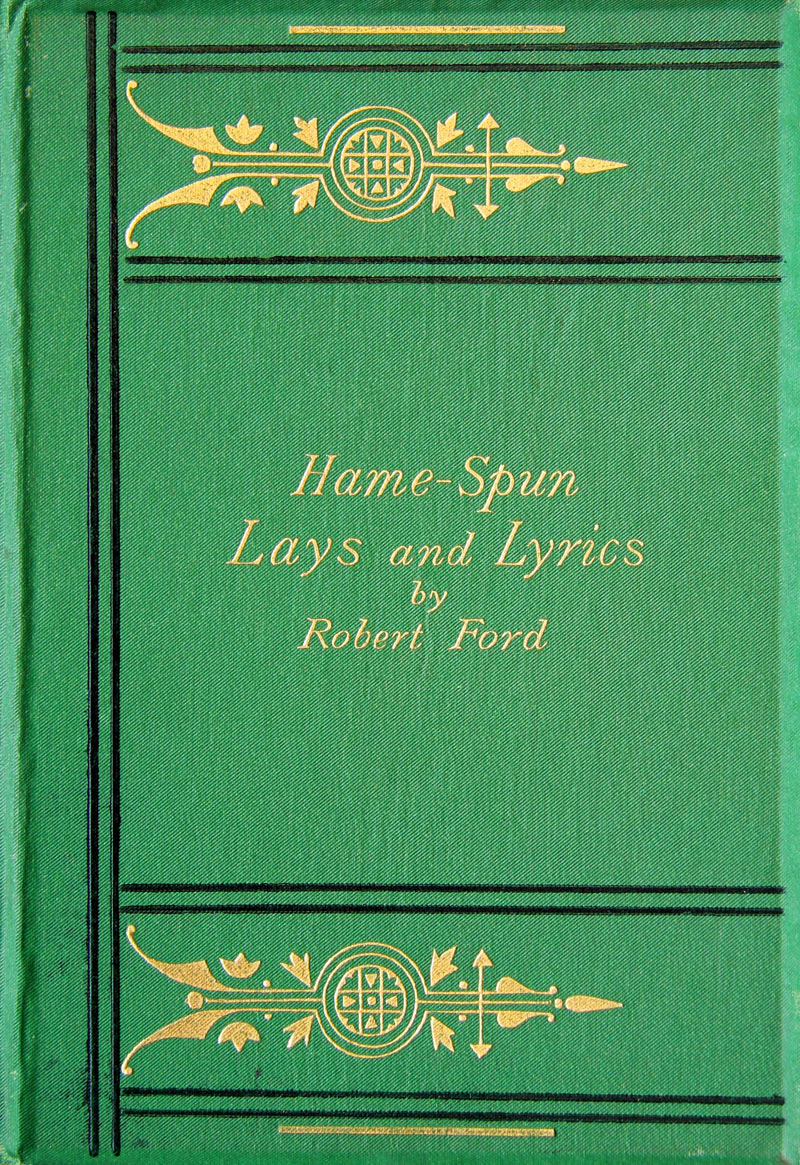 Hame-Spun
Lays and Lyrics
by
Robert Ford